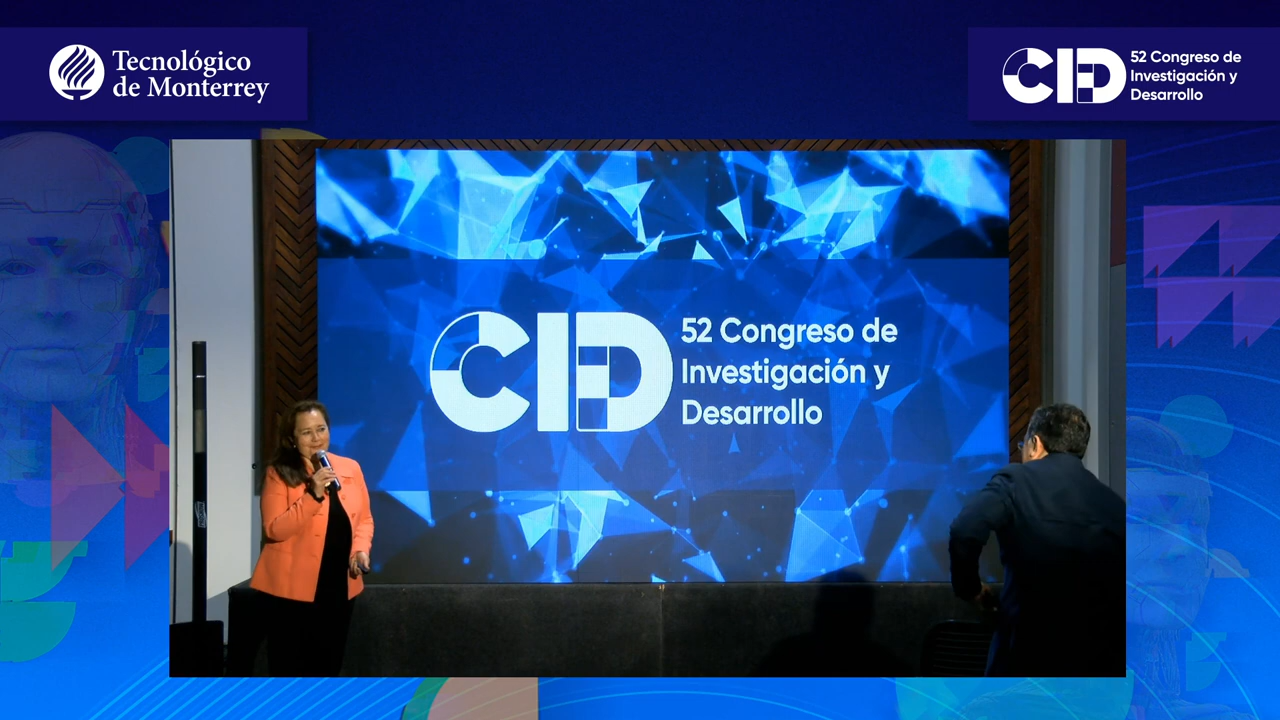 Tecnológico
de Monterrey
CID
52 Congreso de
Investigación y
Desarrollo
CID
52 Congreso de
Investigación y
Desarrollo